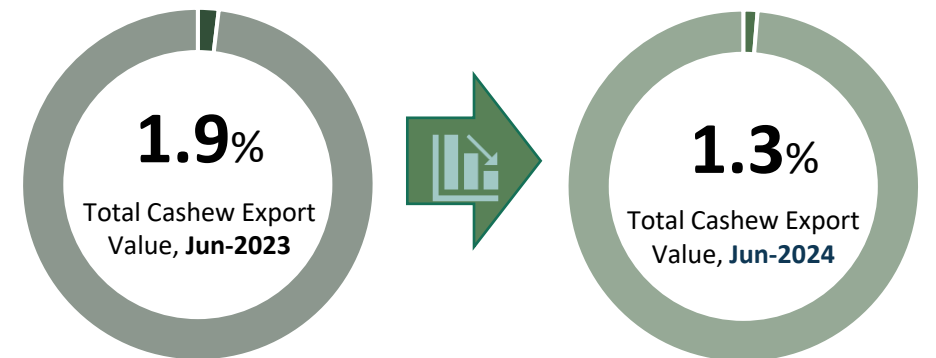 1.9%
Total Cashew Export
Value, Jun-2023
1.3%
Total Cashew Export
Value, Jun-2024